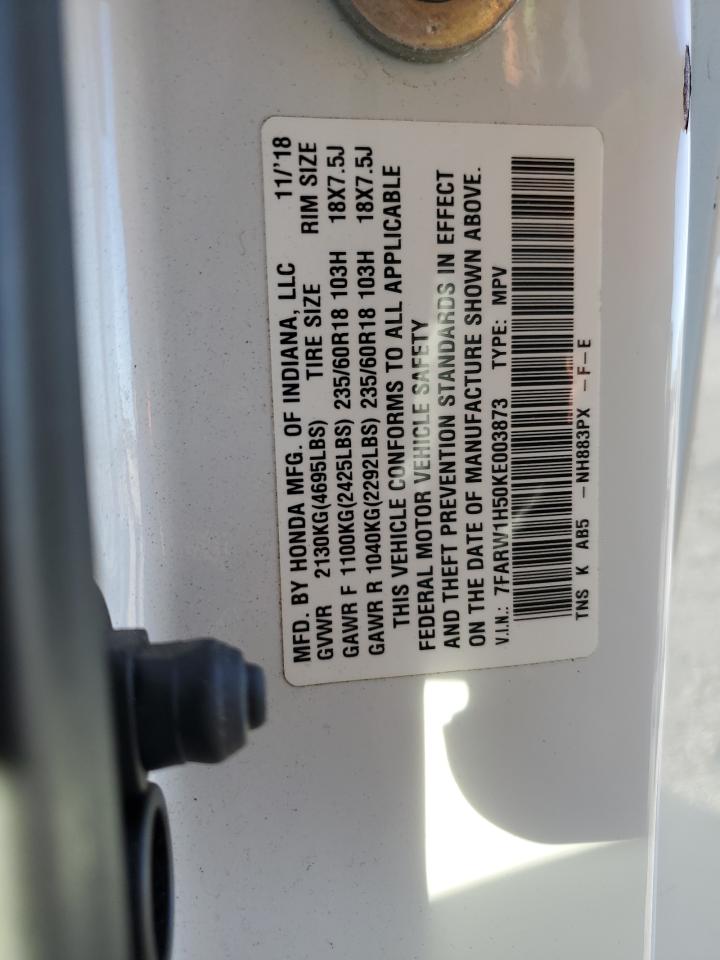 MFD. BY HONDA MFG. OF INDIANA, LLC 11/'18
GVWR 2130KG(4695LBS) TIRE SIZE RIM SIZE
GAWR F 1100KG(2425LBS) 235/60R18 103H 18X7.5J
GAWR R 1040KG(2292LBS) 235/60R18 103H 18X7.5J
THIS VEHICLE CONFORMS TO ALL APPLICABLE
FEDERAL MOTOR VEHICLE SAFETY
AND THEFT PREVENTION STANDARDS IN EFFECT
ON THE DATE OF MANUFACTURE SHOWN ABOVE.
V.I.N.: 7FARW1H50KE003873 TYPE: MPV
TNS K AB5 -NH883PX -F-E